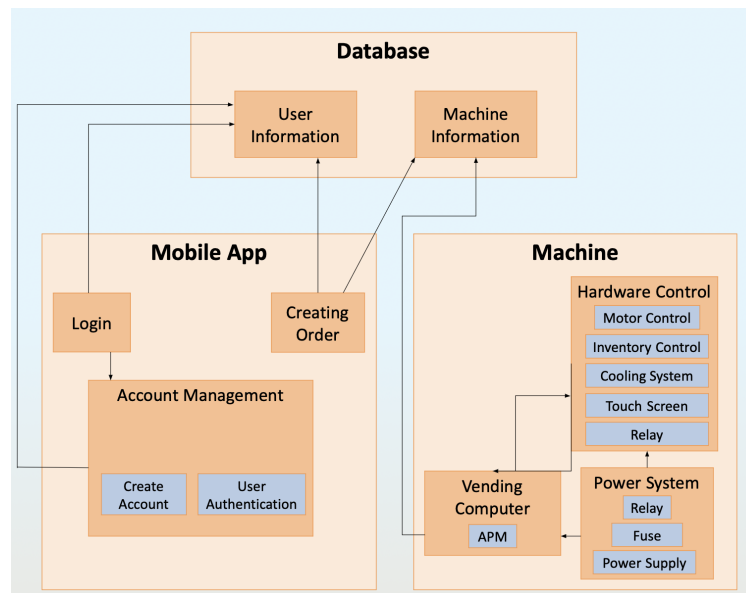 Database
User
Information
Machine
Information
Mobile App
Login
Creating
Order
Account Management
Create
Account
User
Authentication
Machine
Hardware Control
Motor Control
Inventory Control
Cooling System
Touch Screen
Relay
Vending
Computer
APM
Power System
Relay
Fuse
Power Supply